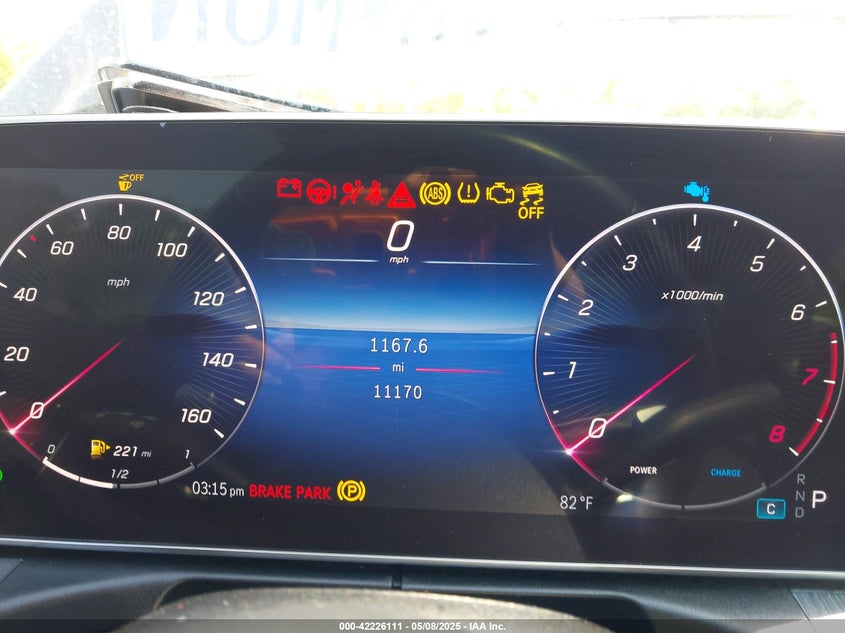 MON
OFF
80
60
100
40
mph
120
20
140
0
160
221 mi
0
1/2
1
ABS
OFF
0
mph
1167.6
mi
11170
03:15 pm
BRAKE PARK
P
4
3
5
x1000/min
2
6
1
7
0
8
POWER
CHARGE
82 °F
C
R
N
D
P
000-42226111 - 05/08/2025 - IAA Inc.